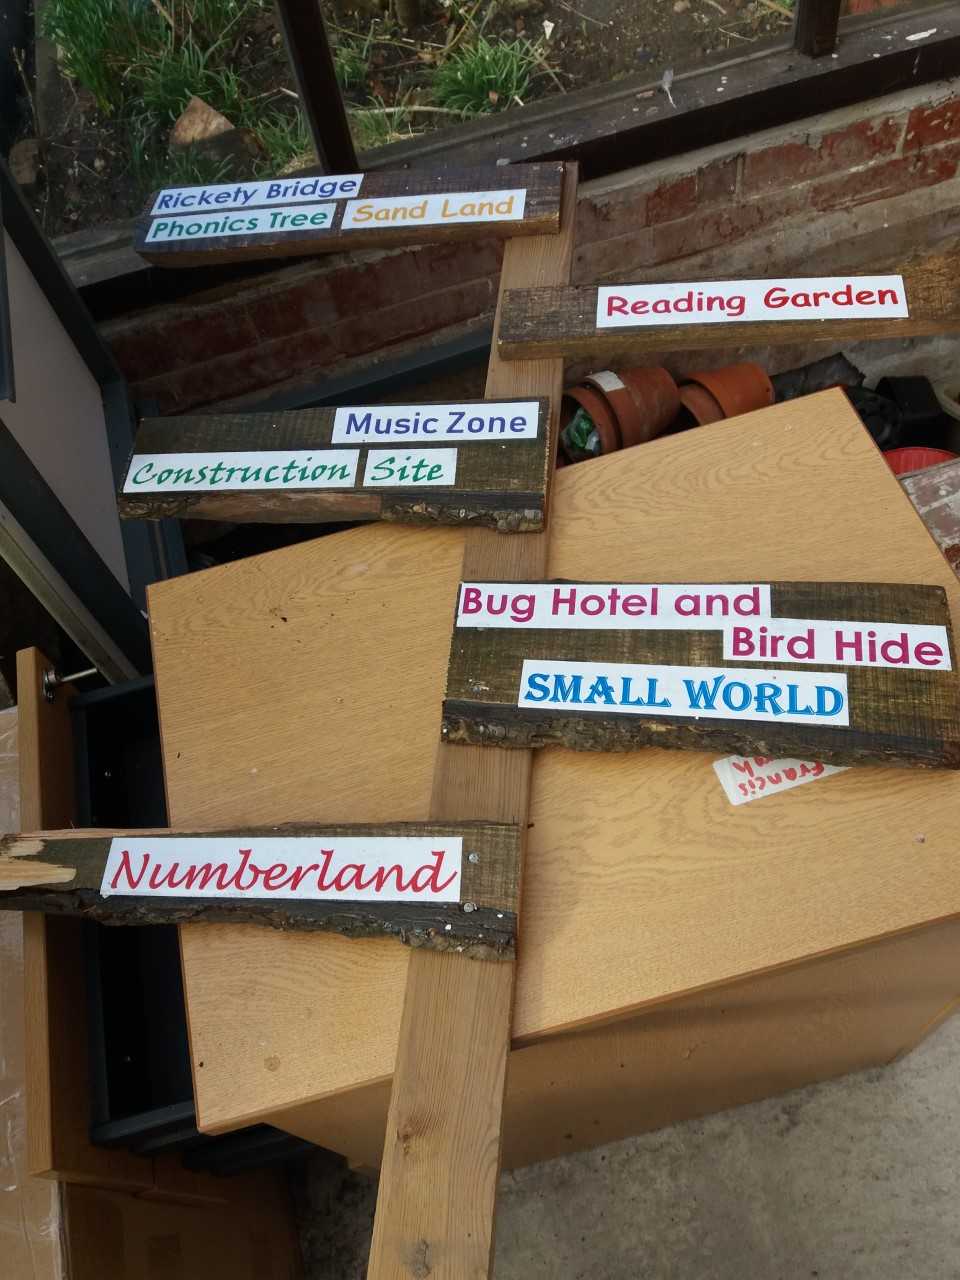 Rickety Bridge
Phonics Tree Sand Land
Reading Garden
Music Zone
Construction Site
Bug Hotel and
Bird Hide
SMALL WORLD
Francis
Numberland